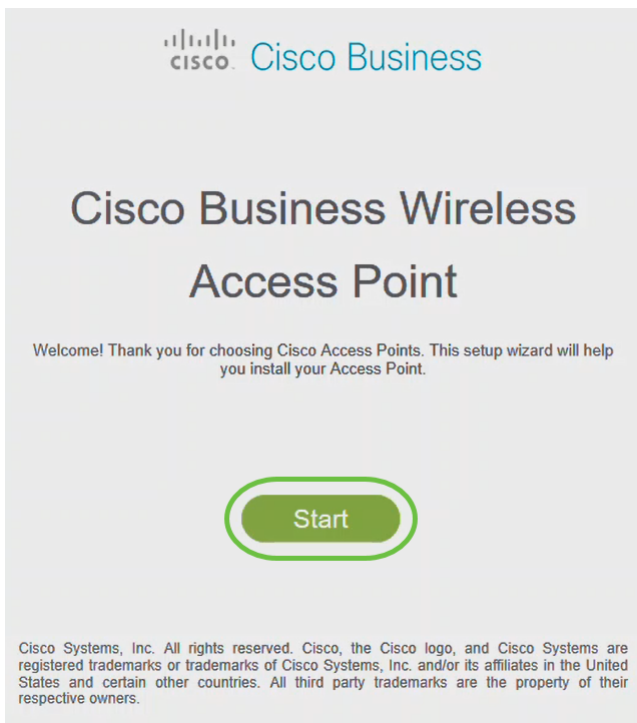 CISCO. Cisco Business
Cisco Business Wireless
Access Point
Welcome! Thank you for choosing Cisco Access Points. This setup wizard will help
you install your Access Point.
Start
Cisco Systems, Inc. All rights reserved. Cisco, the Cisco logo, and Cisco Systems are
registered trademarks or trademarks of Cisco Systems, Inc. and/or its affiliates in the United
States and certain other countries. All third party trademarks are the property of their
respective owners.